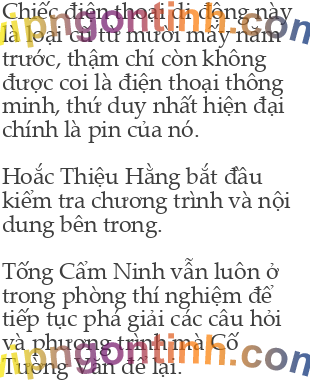 Chiếc điện thoại di động này
là loại cũ từ mười mấy năm
trước, thậm chí còn không
được coi là điện thoại thông
minh, thứ duy nhất hiện đại
chính là pin của nó.
Hoắc Thiệu Hằng bắt đầu
kiểm tra chương trình và nội
dung bên trong.
Tống Cẩm Ninh vẫn luôn ở
trong phòng thí nghiệm để
tiếp tục phá giải các câu hỏi
và phương trình mà Cố
Tường Văn để lại.
vipngontinh.com
vipngontinh.com